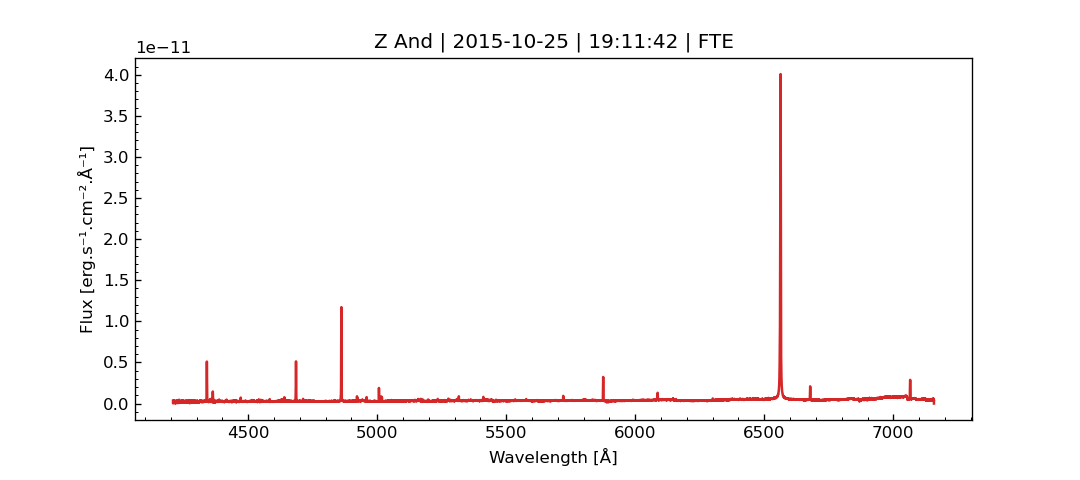 Z And | 2015-10-25 | 19:11:42 | FTE
1e−11
4.0
3.5
3.0
2.5
2.0
1.5
1.0
0.5
0.0
Flux [erg.s⁻¹.cm⁻².Å⁻¹]
4500 5000 5500 6000 6500 7000
Wavelength [Å]